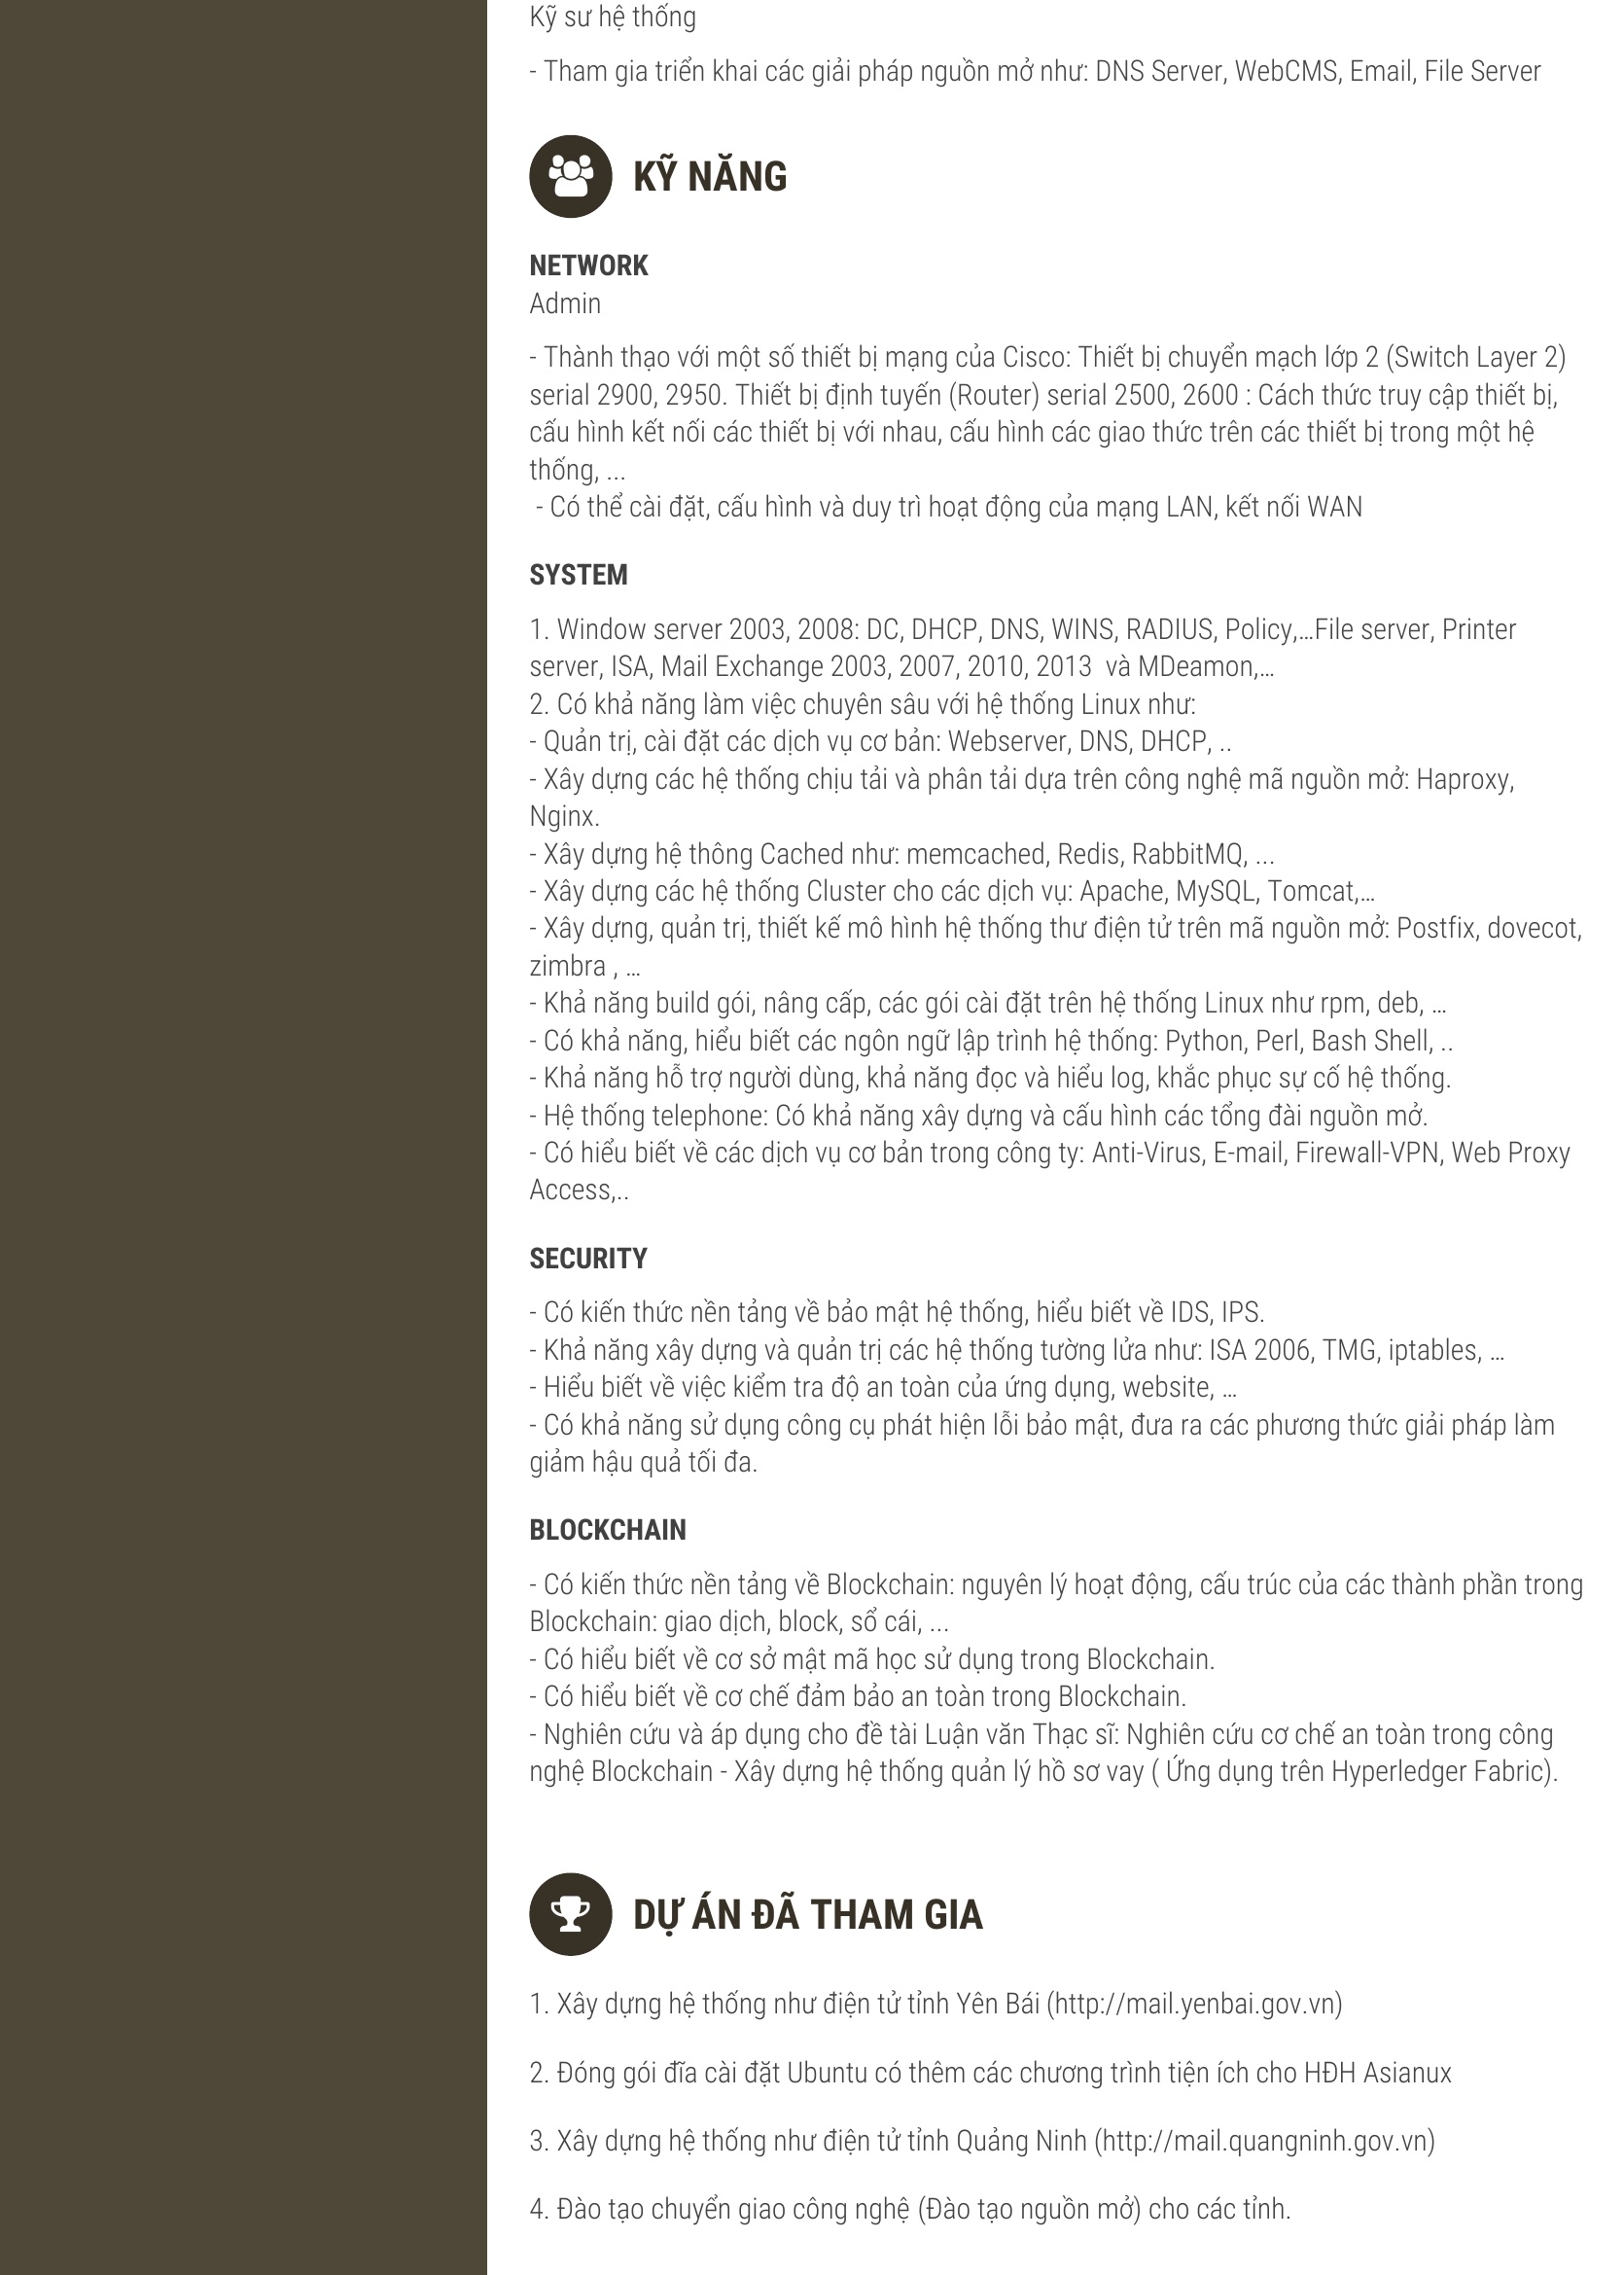 Kỹ sư hệ thống
- Tham gia triển khai các giải pháp nguồn mở như: DNS Server, WebCMS, Email, File Server
KỸ NĂNG
NETWORK
Admin
- Thành thạo với một số thiết bị mạng của Cisco: Thiết bị chuyển mạch lớp 2 (Switch Layer 2)
serial 2900, 2950. Thiết bị định tuyến (Router) serial 2500, 2600 : Cách thức truy cập thiết bị,
cấu hình kết nối các thiết bị với nhau, cấu hình các giao thức trên các thiết bị trong một hệ
thống, ...
- Có thể cài đặt, cấu hình và duy trì hoạt động của mạng LAN, kết nối WAN
SYSTEM
1. Window server 2003, 2008: DC, DHCP, DNS, WINS, RADIUS, Policy,…File server, Printer
server, ISA, Mail Exchange 2003, 2007, 2010, 2013  và MDeamon,…
2. Có khả năng làm việc chuyên sâu với hệ thống Linux như:
- Quản trị, cài đặt các dịch vụ cơ bản: Webserver, DNS, DHCP, ..
- Xây dựng các hệ thống chịu tải và phân tải dựa trên công nghệ mã nguồn mở: Haproxy,
Nginx.
- Xây dựng hệ thông Cached như: memcached, Redis, RabbitMQ, ...
- Xây dựng các hệ thống Cluster cho các dịch vụ: Apache, MySQL, Tomcat,…
- Xây dựng, quản trị, thiết kế mô hình hệ thống thư điện tử trên mã nguồn mở: Postfix, dovecot,
zimbra , …
- Khả năng build gói, nâng cấp, các gói cài đặt trên hệ thống Linux như rpm, deb, …
- Có khả năng, hiểu biết các ngôn ngữ lập trình hệ thống: Python, Perl, Bash Shell, ..
- Khả năng hỗ trợ người dùng, khả năng đọc và hiểu log, khắc phục sự cố hệ thống.
- Hệ thống telephone: Có khả năng xây dựng và cấu hình các tổng đài nguồn mở.
- Có hiểu biết về các dịch vụ cơ bản trong công ty: Anti-Virus, E-mail, Firewall-VPN, Web Proxy
Access,..
SECURITY
- Có kiến thức nền tảng về bảo mật hệ thống, hiểu biết về IDS, IPS.
- Khả năng xây dựng và quản trị các hệ thống tường lửa như: ISA 2006, TMG, iptables, …
- Hiểu biết về việc kiểm tra độ an toàn của ứng dụng, website, …
- Có khả năng sử dụng công cụ phát hiện lỗi bảo mật, đưa ra các phương thức giải pháp làm
giảm hậu quả tối đa.
BLOCKCHAIN
- Có kiến thức nền tảng về Blockchain: nguyên lý hoạt động, cấu trúc của các thành phần trong
Blockchain: giao dịch, block, sổ cái, ...
- Có hiểu biết về cơ sở mật mã học sử dụng trong Blockchain.
- Có hiểu biết về cơ chế đảm bảo an toàn trong Blockchain.
- Nghiên cứu và áp dụng cho đề tài Luận văn Thạc sĩ: Nghiên cứu cơ chế an toàn trong công
nghệ Blockchain - Xây dựng hệ thống quản lý hồ sơ vay ( Ứng dụng trên Hyperledger Fabric).
DỰ ÁN ĐÃ THAM GIA
1. Xây dựng hệ thống như điện tử tỉnh Yên Bái (http://mail.yenbai.gov.vn)
2. Đóng gói đĩa cài đặt Ubuntu có thêm các chương trình tiện ích cho HĐH Asianux
3. Xây dựng hệ thống như điện tử tỉnh Quảng Ninh (http://mail.quangninh.gov.vn)
4. Đào tạo chuyển giao công nghệ (Đào tạo nguồn mở) cho các tỉnh.